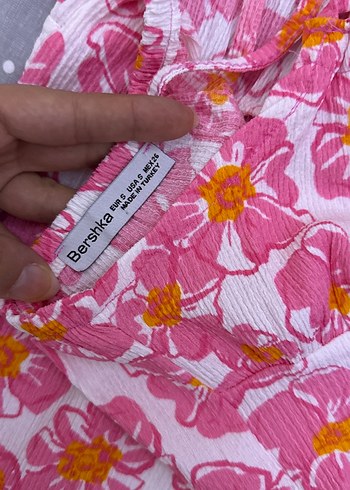 Bershka
EUR S USA S MEX 26
MADE IN TURKEY